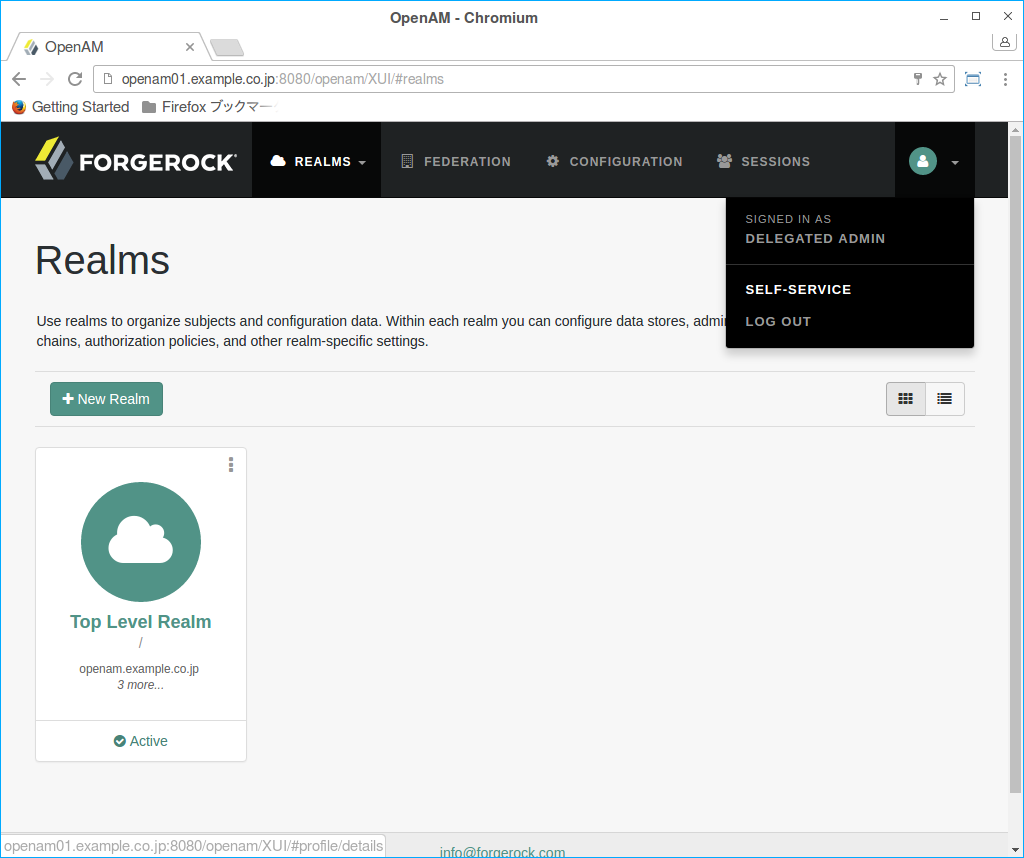 OpenAM - Chromium
OpenAM
openam01.example.co.jp:8080/openam/XUI/#realms
Getting Started Firefox ブックマー
FORGEROCK REALMS FEDERATION CONFIGURATION SESSIONS
SIGNED IN AS
DELEGATED ADMIN
SELF-SERVICE
LOG OUT
Realms
Use realms to organize subjects and configuration data. Within each realm you can configure data stores,
chains, authorization policies, and other realm-specific settings.
New Realm
Top Level Realm
/
openam.example.co.jp
3 more...
Active
openam01.example.co.jp:8080/openam/XUI/#profile/details
info@forgerock.com